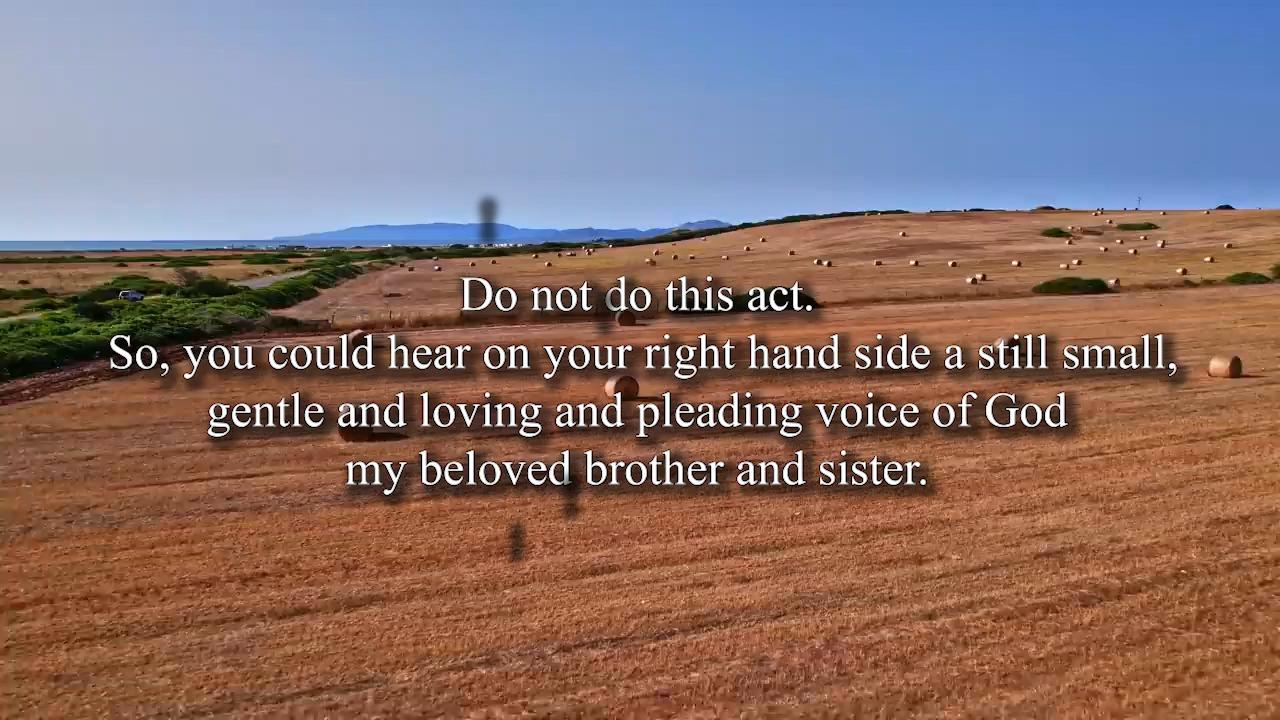 Do not do this act.
So, you could hear on your right hand side a still small,
gentle and loving and pleading voice of God
my beloved brother and sister.